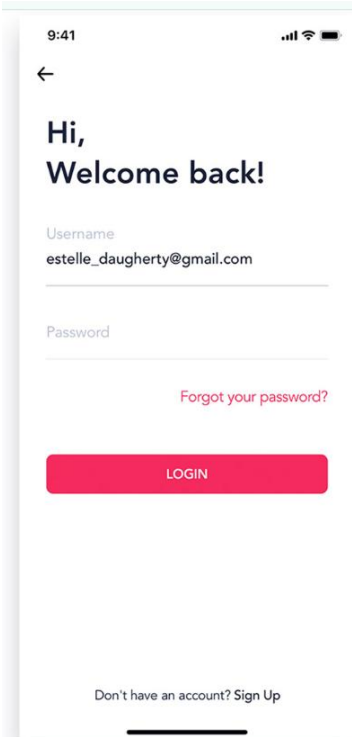 9:41
Hi,
Welcome back!
Username
estelle_daugherty@gmail.com
Password
Forgot your password?
LOGIN
Don't have an account? Sign Up